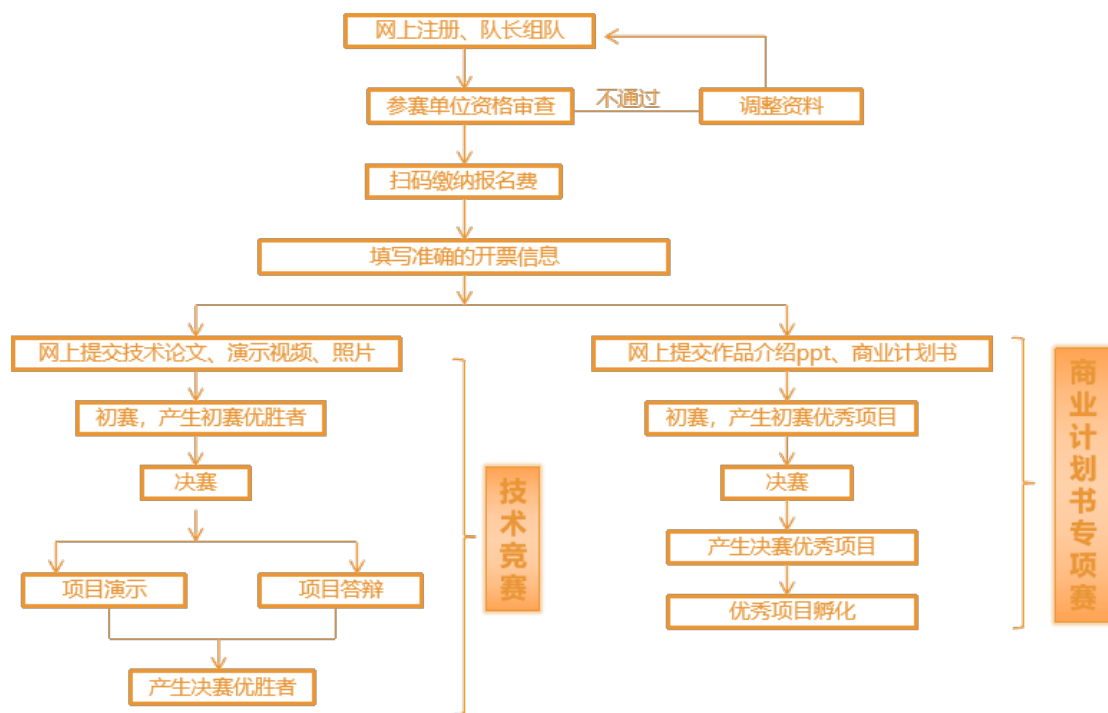 网上注册、队长组队
参赛单位资格审查
不通过
调整资料
扫码缴纳报名费
填写准确的开票信息
网上提交技术论文、演示视频、照片
初赛，产生初赛优胜者
决赛
项目演示
项目答辩
产生决赛优胜者
技术竞赛
网上提交作品介绍ppt、商业计划书
初赛，产生初赛优秀项目
决赛
产生决赛优秀项目
优秀项目孵化
商业计划书专项赛